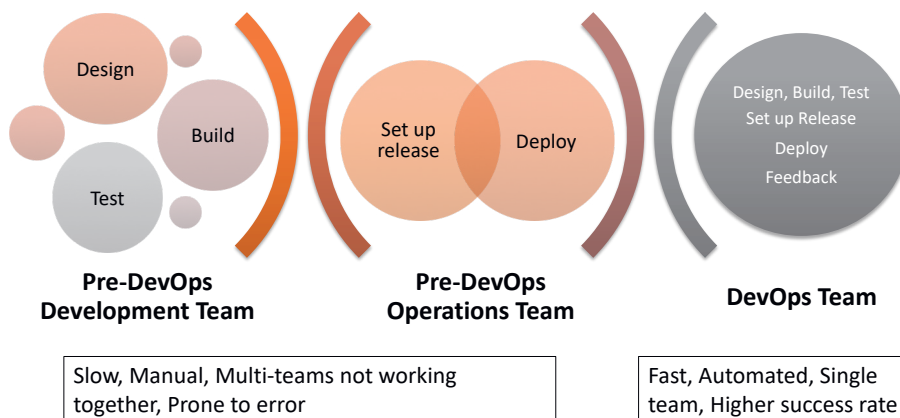 Design
Build
Test
Set up
release
Deploy
Design, Build, Test
Set up Release
Deploy
Feedback
Pre-DevOps
Development Team
Pre-DevOps
Operations Team
DevOps Team
Slow, Manual, Multi-teams not working
together, Prone to error
Fast, Automated, Single
team, Higher success rate